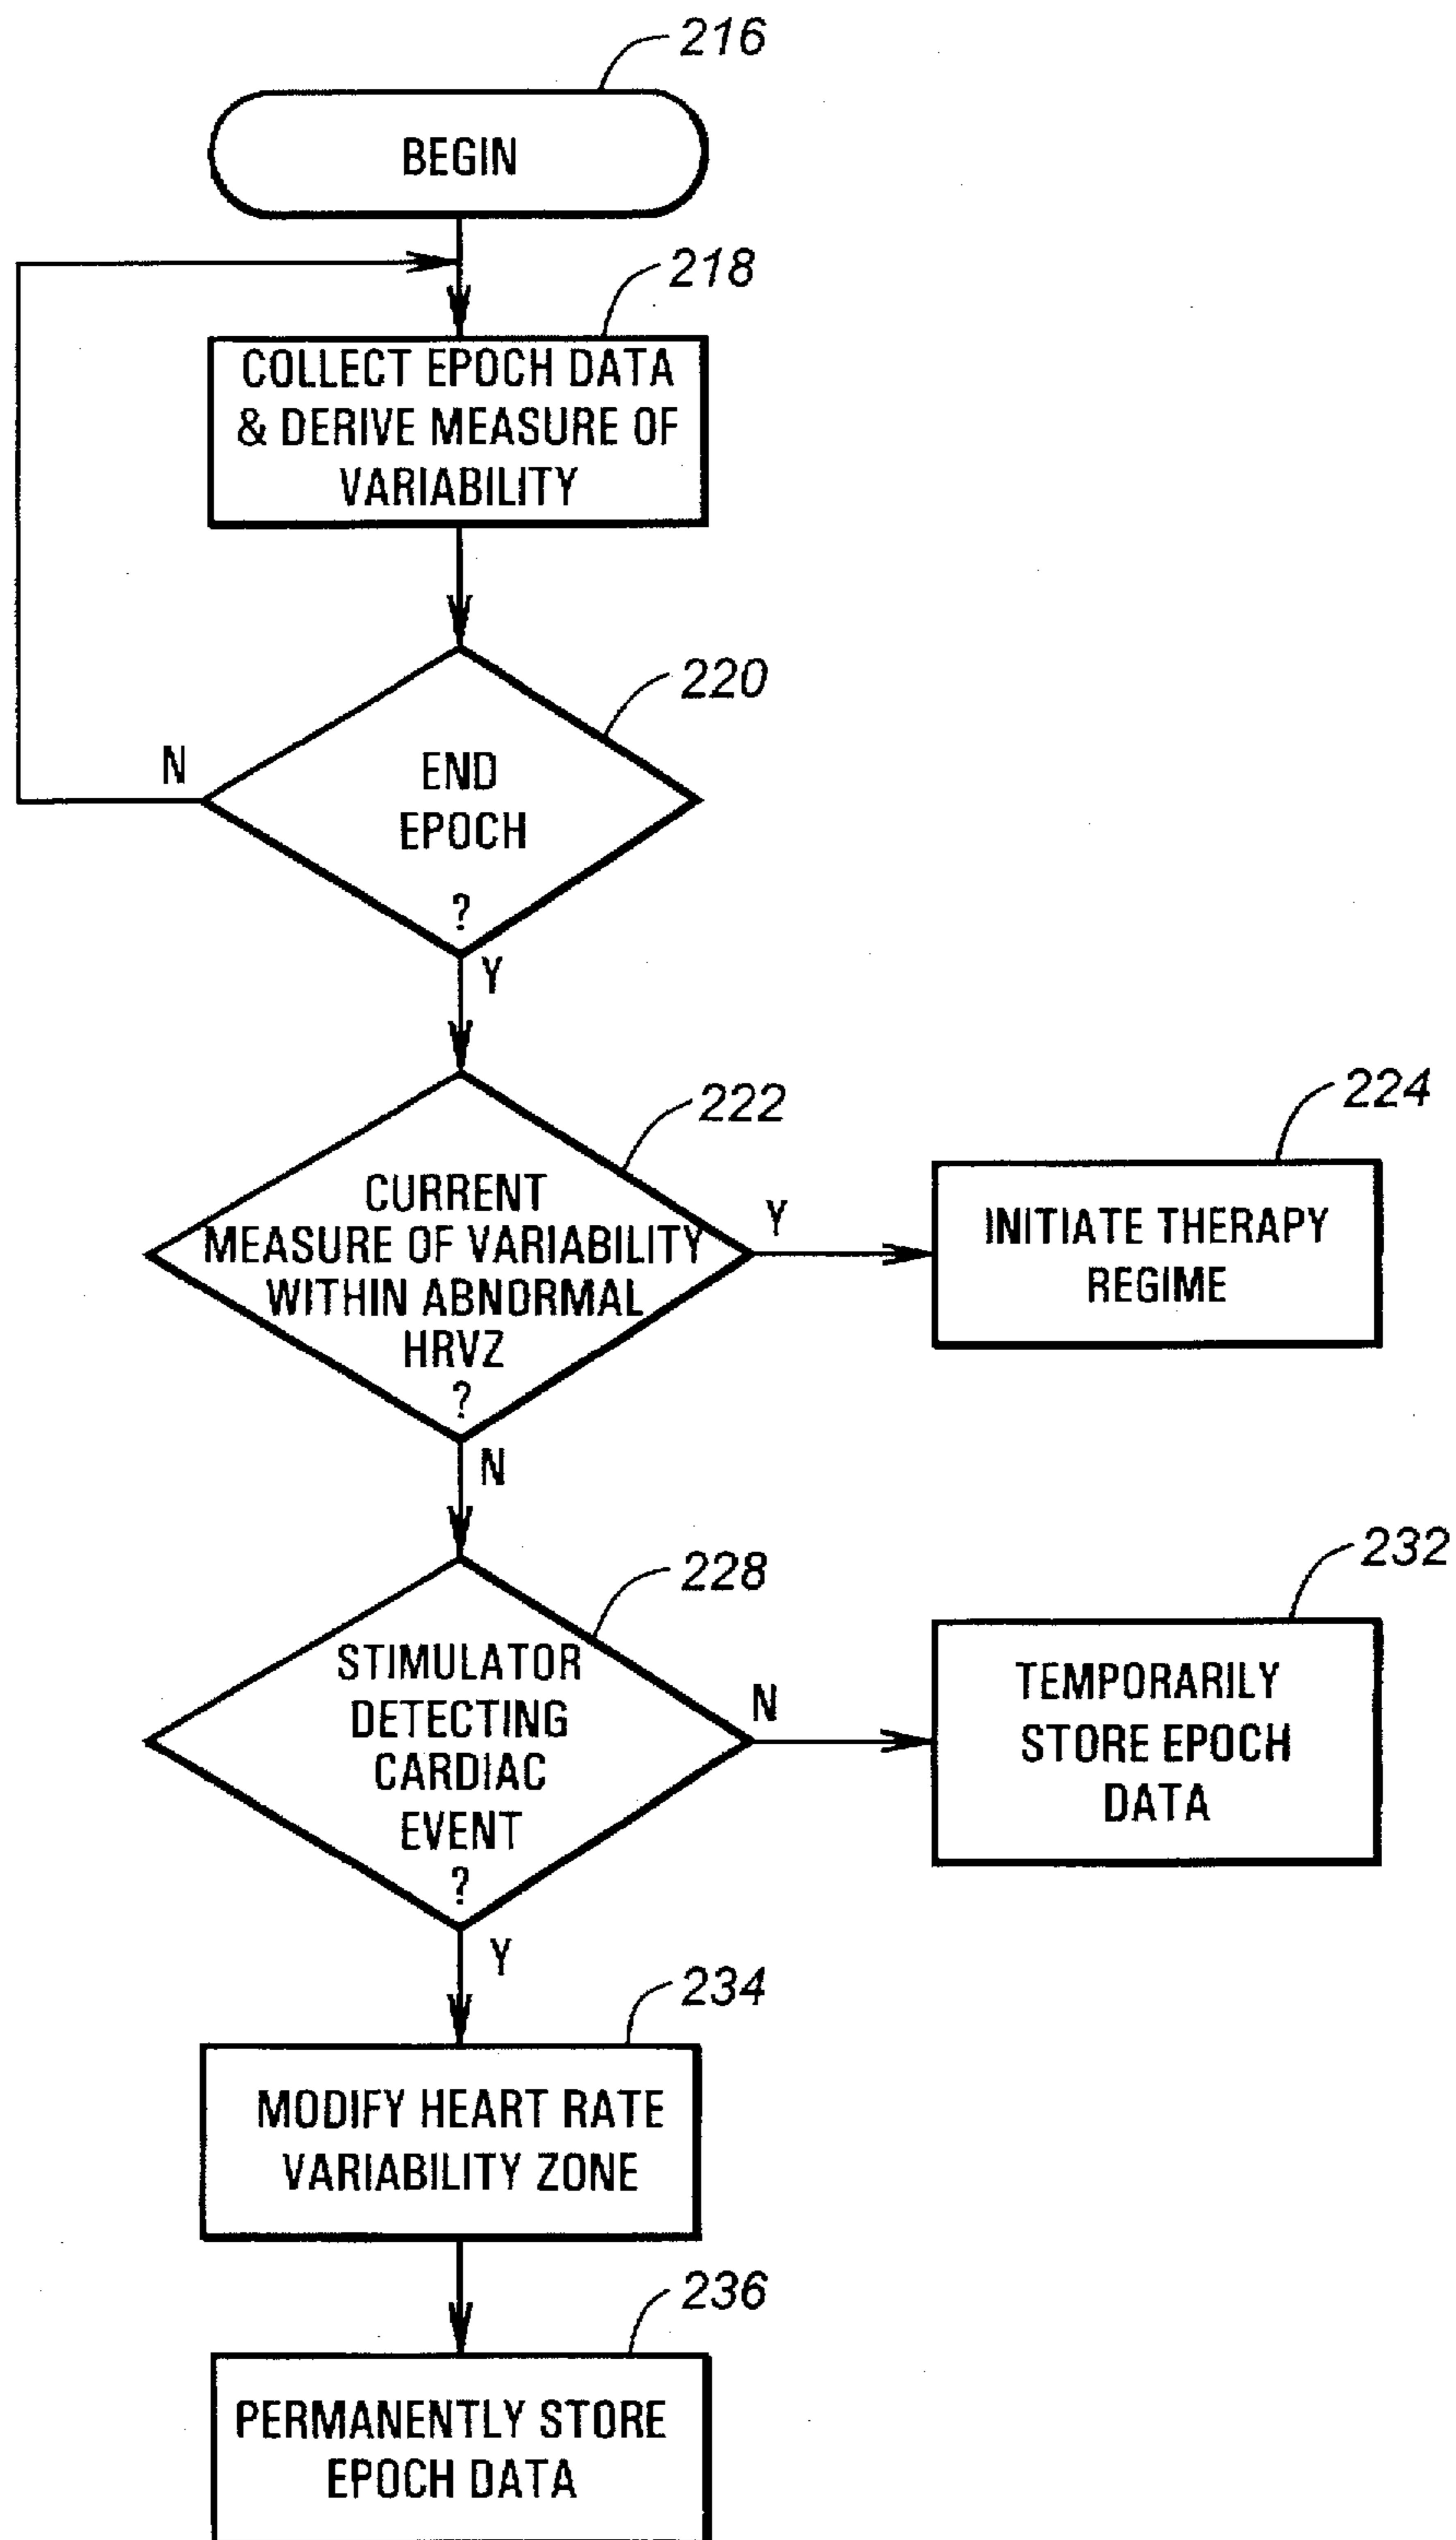 216
BEGIN
218
COLLECT EPOCH DATA
& DERIVE MEASURE OF
VARIABILITY
220
N
END
EPOCH
?
Y
222
224
CURRENT
MEASURE OF VARIABILITY
WITHIN ABNORMAL
HRVZ
?
Y
INITIATE THERAPY
REGIME
N
228
232
STIMULATOR
DETECTING
CARDIAC
EVENT
?
N
TEMPORARILY
STORE EPOCH
DATA
Y
234
MODIFY HEART RATE
VARIABILITY ZONE
236
PERMANENTLY STORE
EPOCH DATA